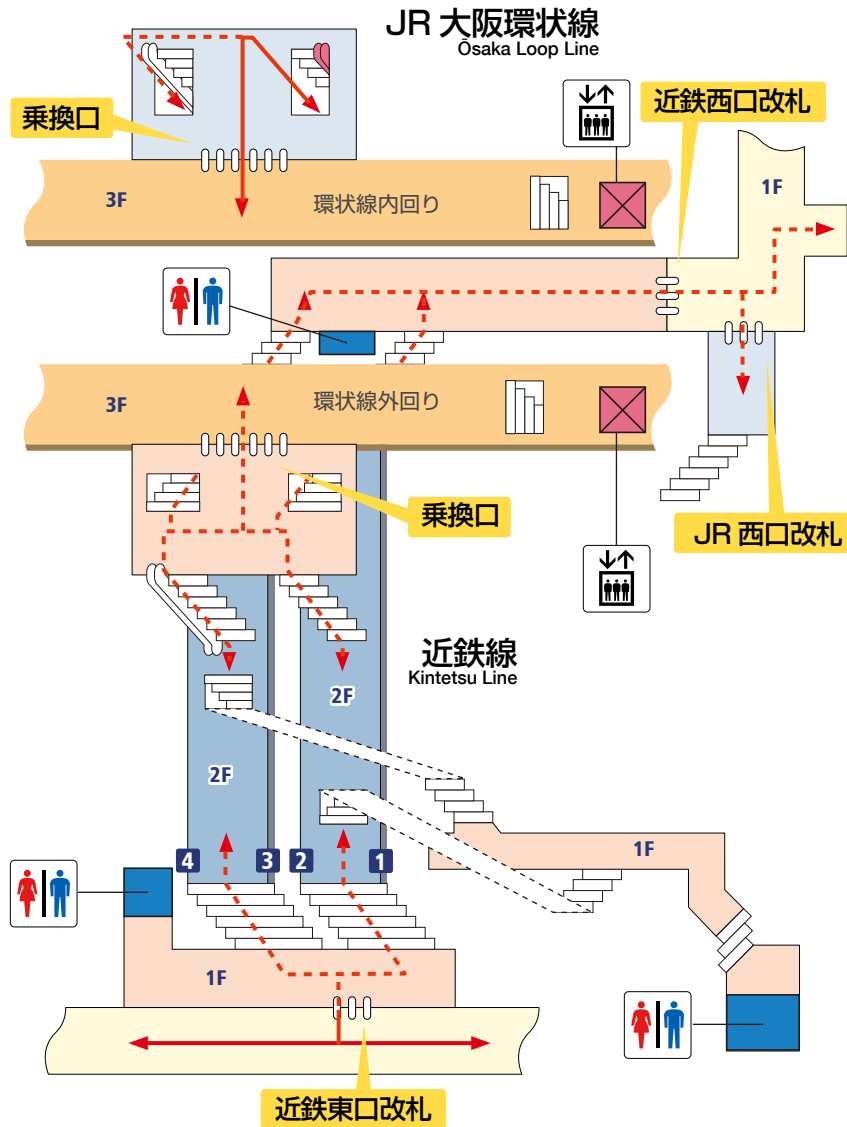 JR 大阪環状線
Ōsaka Loop Line
近鉄西口改札
乗換口
1F
3F
環状線内回り
3F
環状線外回り
乗換口
JR 西口改札
近鉄線
Kintetsu Line
2F
2F
4
3
2
1
1F
1F
近鉄東口改札